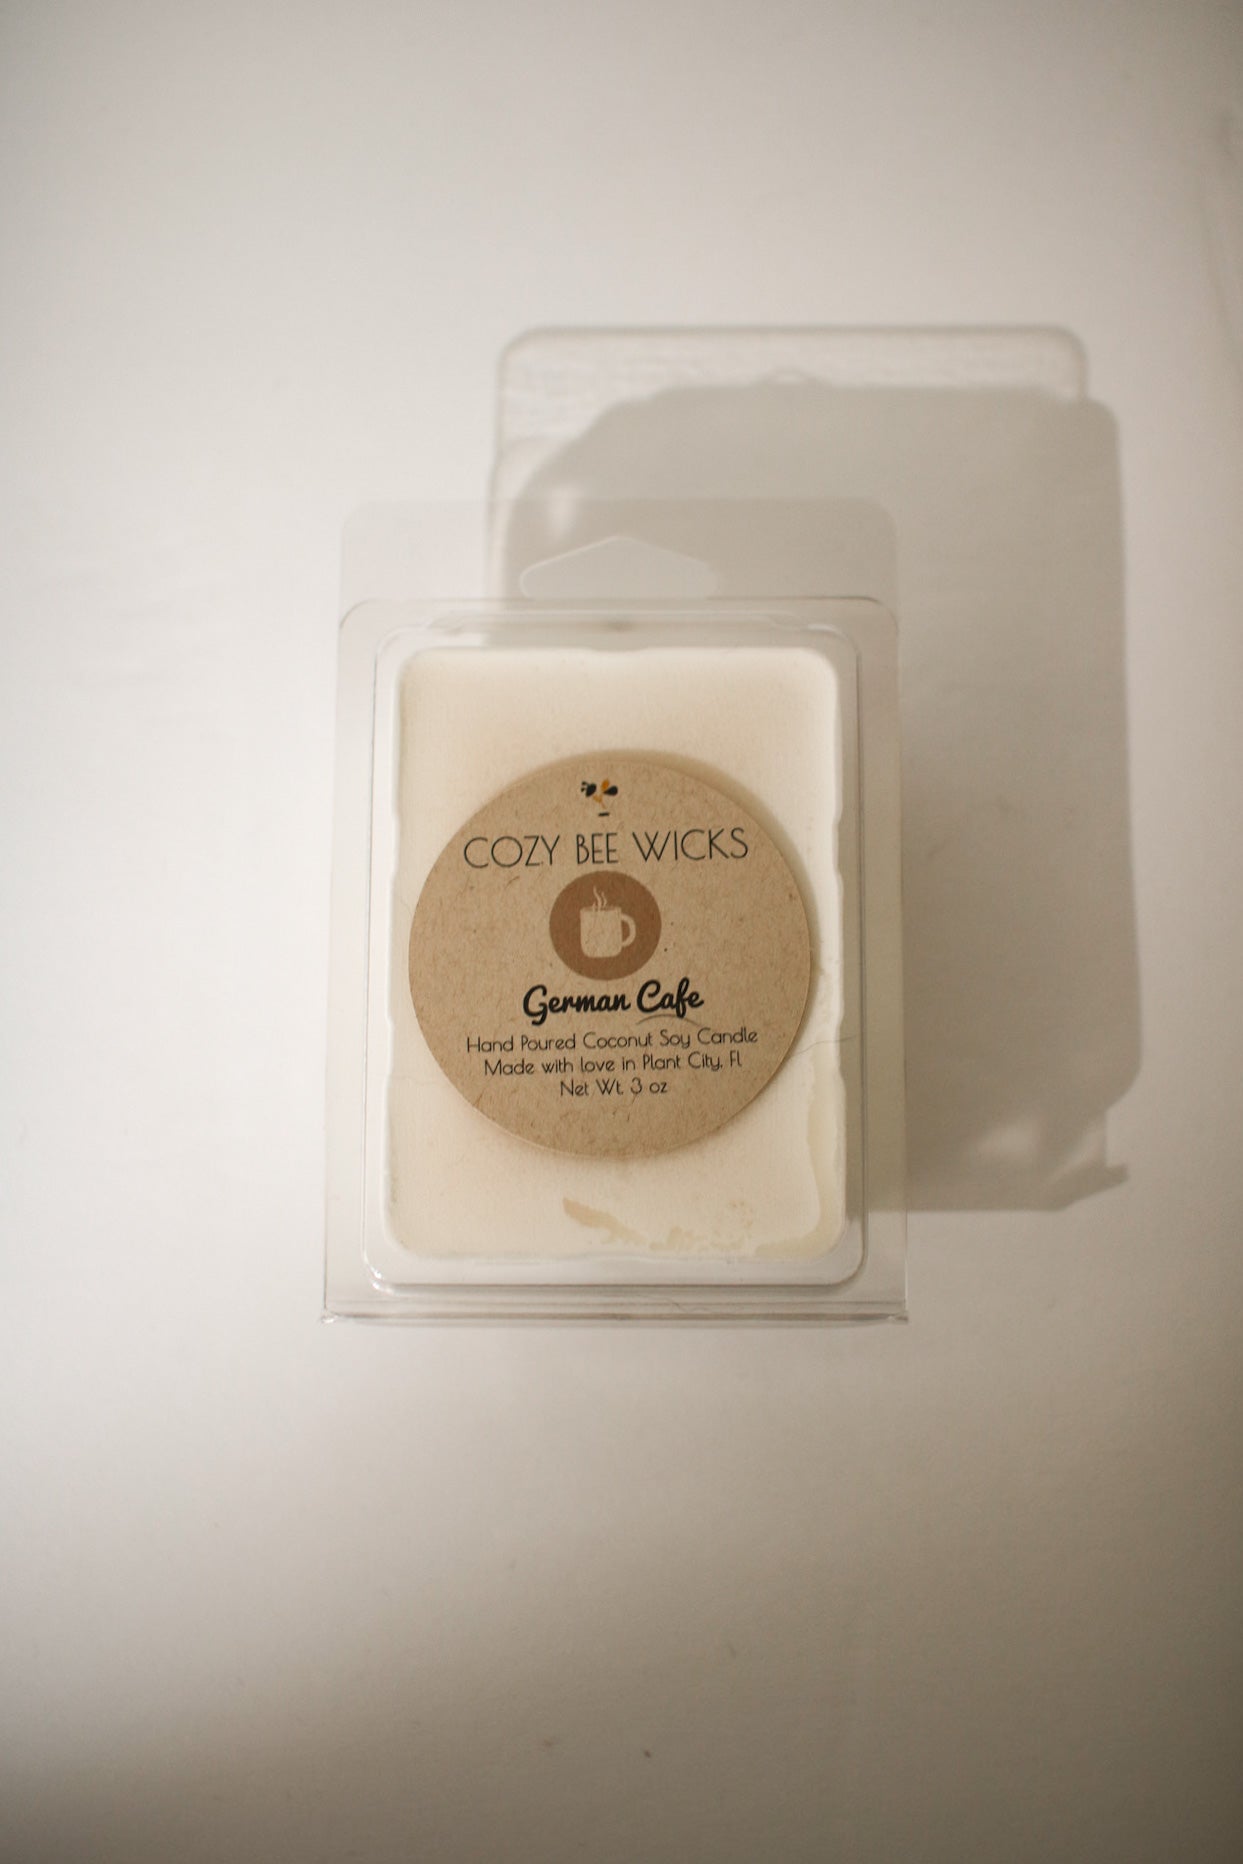 COZY BEE WICKS
German Cafe
Hand Poured Coconut Soy Candle
Made with love in Plant City, Fl
Net Wt. 3 oz